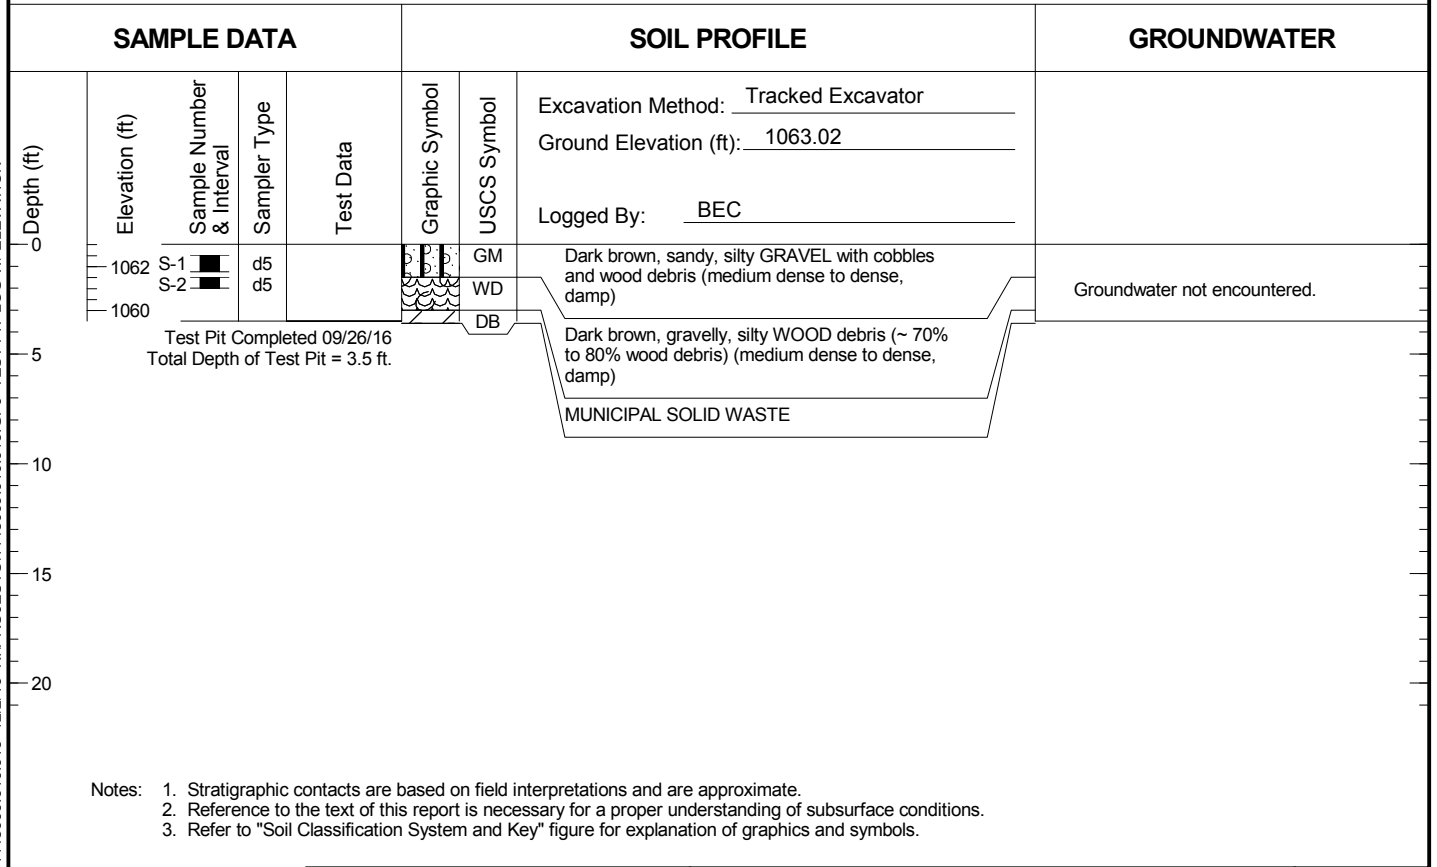 SAMPLE DATA
SOIL PROFILE
GROUNDWATER
Depth (ft)
Elevation (ft)
Sample Number
& Interval
Sampler Type
Test Data
Graphic Symbol
USCS Symbol
Excavation Method: Tracked Excavator
Ground Elevation (ft): 1063.02
Logged By: BEC
0
1062 S-1 d5
S-2 d5
1060
GM
WD
DB
Dark brown, sandy, silty GRAVEL with cobbles
and wood debris (medium dense to dense,
damp)
Groundwater not encountered.
Dark brown, gravelly, silty WOOD debris (~ 70%
to 80% wood debris) (medium dense to dense,
damp)
MUNICIPAL SOLID WASTE
Test Pit Completed 09/26/16
Total Depth of Test Pit = 3.5 ft.
5
10
15
20
Notes: 1. Stratigraphic contacts are based on field interpretations and are approximate.
2. Reference to the text of this report is necessary for a proper understanding of subsurface conditions.
3. Refer to "Soil Classification System and Key" figure for explanation of graphics and symbols.